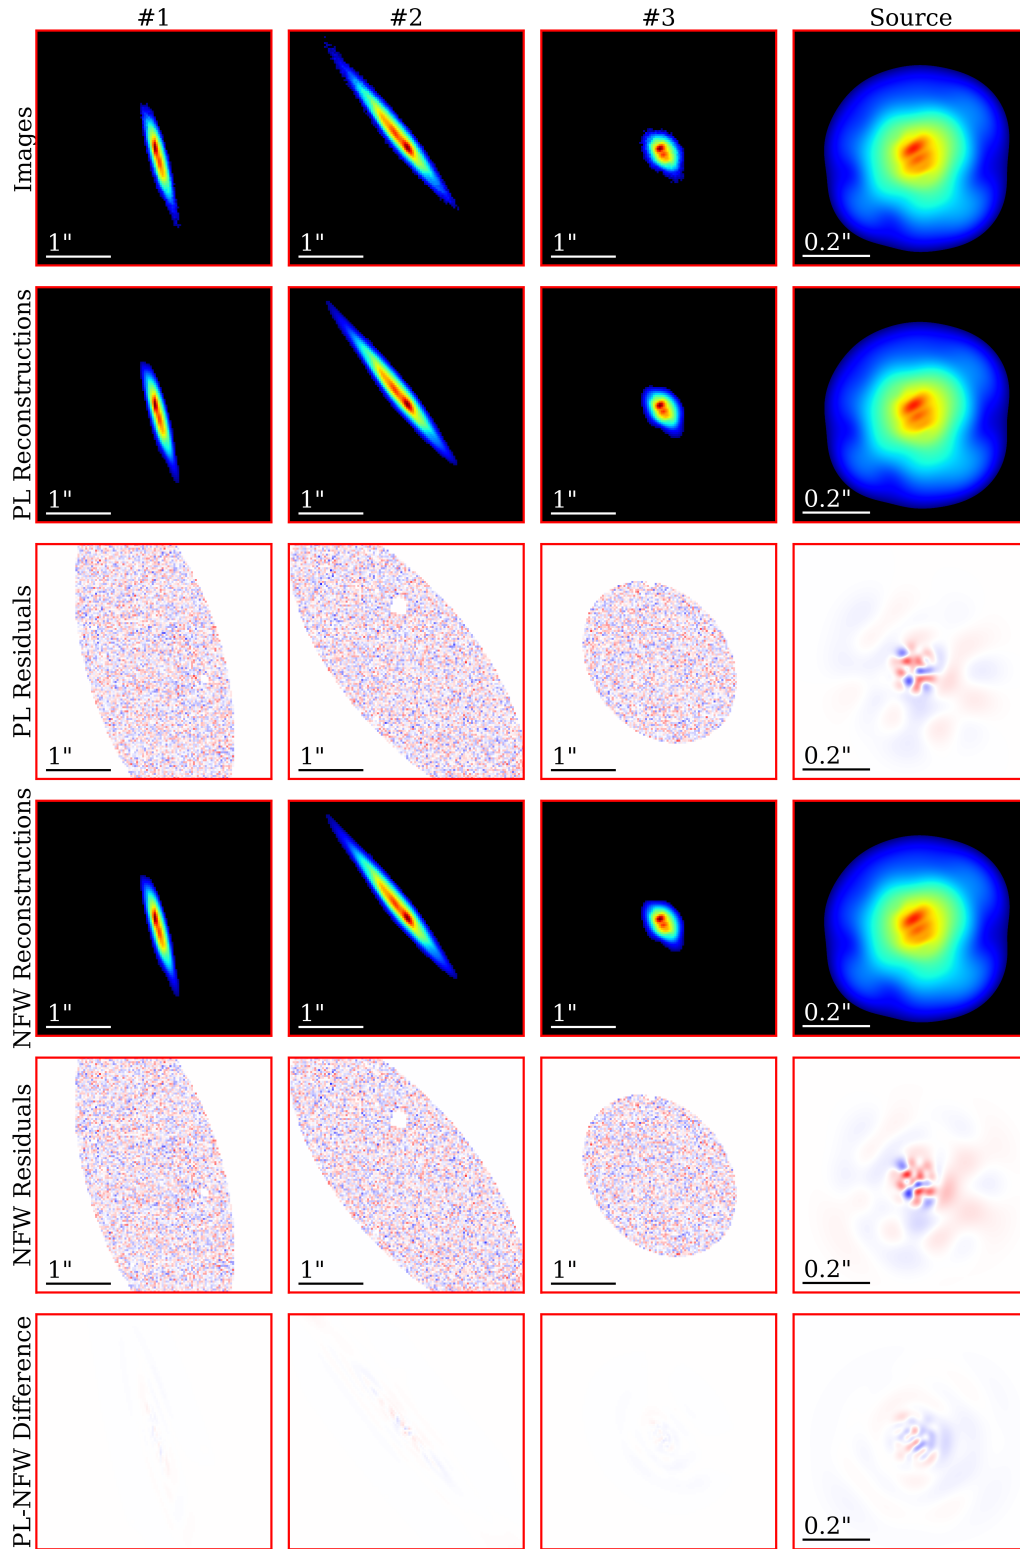 #1 #2 #3 Source
Images
1" 1" 1" 0.2"
PL Reconstructions
1" 1" 1" 0.2"
PL Residuals
1" 1" 1" 0.2"
NFW Reconstructions
1" 1" 1" 0.2"
NFW Residuals
1" 1" 1" 0.2"
PL-NFW Difference
0.2"